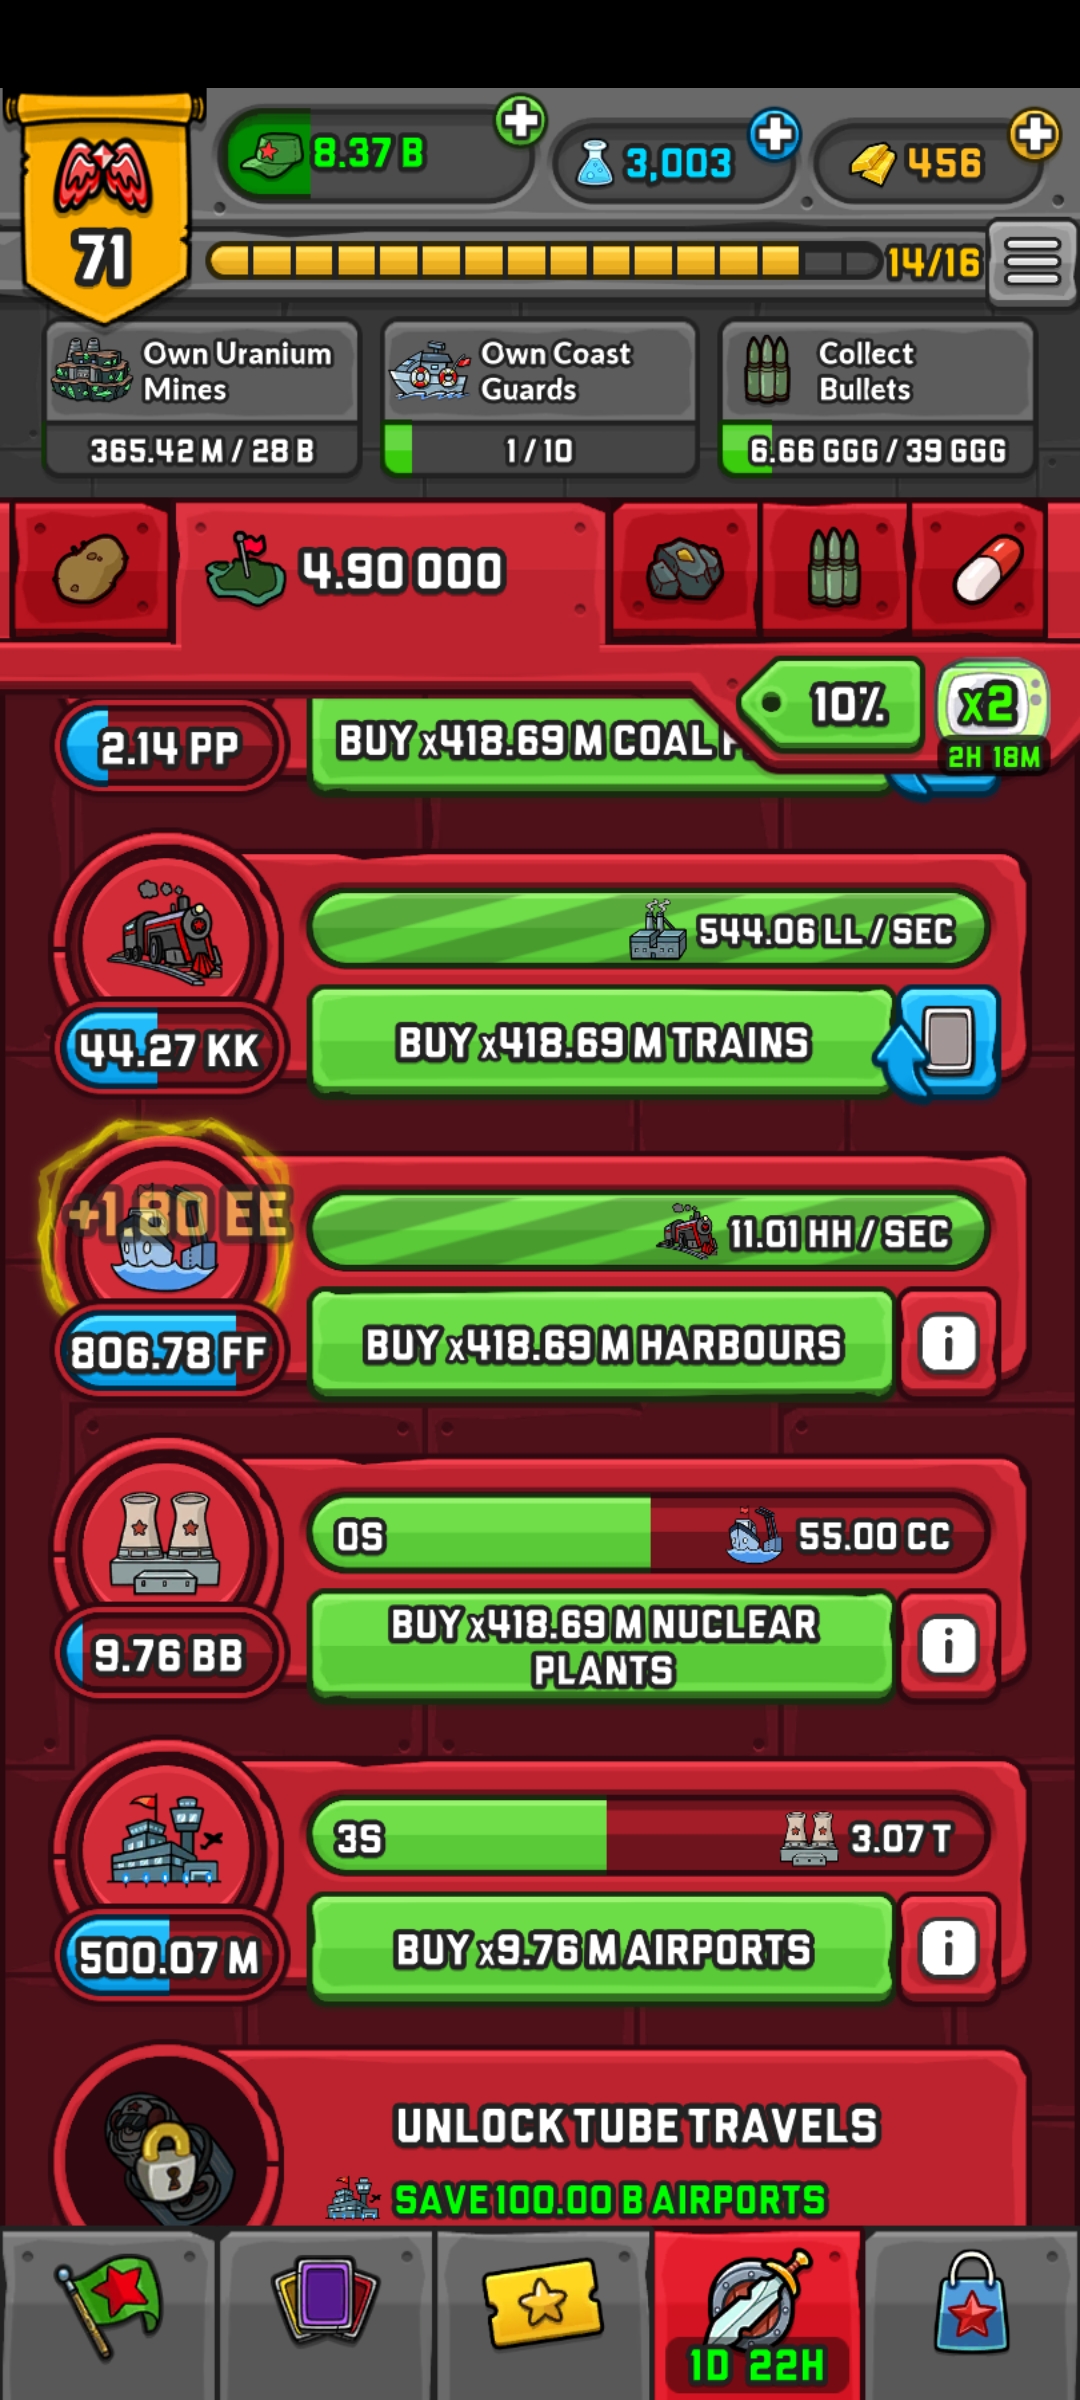 8.37 B
3,003
456
71
14/16
Own Uranium
Mines
365.42 M / 28 B
Own Coast
Guards
1 / 10
Collect
Bullets
6.66 GGG / 39 GGG
4.90 000
10%
x2
2H 18M
2.14 PP
BUY x418.69 M COAL
544.06 LL / SEC
44.27 KK
BUY x418.69 M TRAINS
+1.80 EE
11.01 HH / SEC
806.78 FF
BUY x418.69 M HARBOURS
i
0S
55.00 CC
9.76 BB
BUY x418.69 M NUCLEAR
PLANTS
i
3S
3.07 T
500.07 M
BUY x9.76 M AIRPORTS
i
UNLOCK TUBE TRAVELS
SAVE 100.00 B AIRPORTS
1D 22H